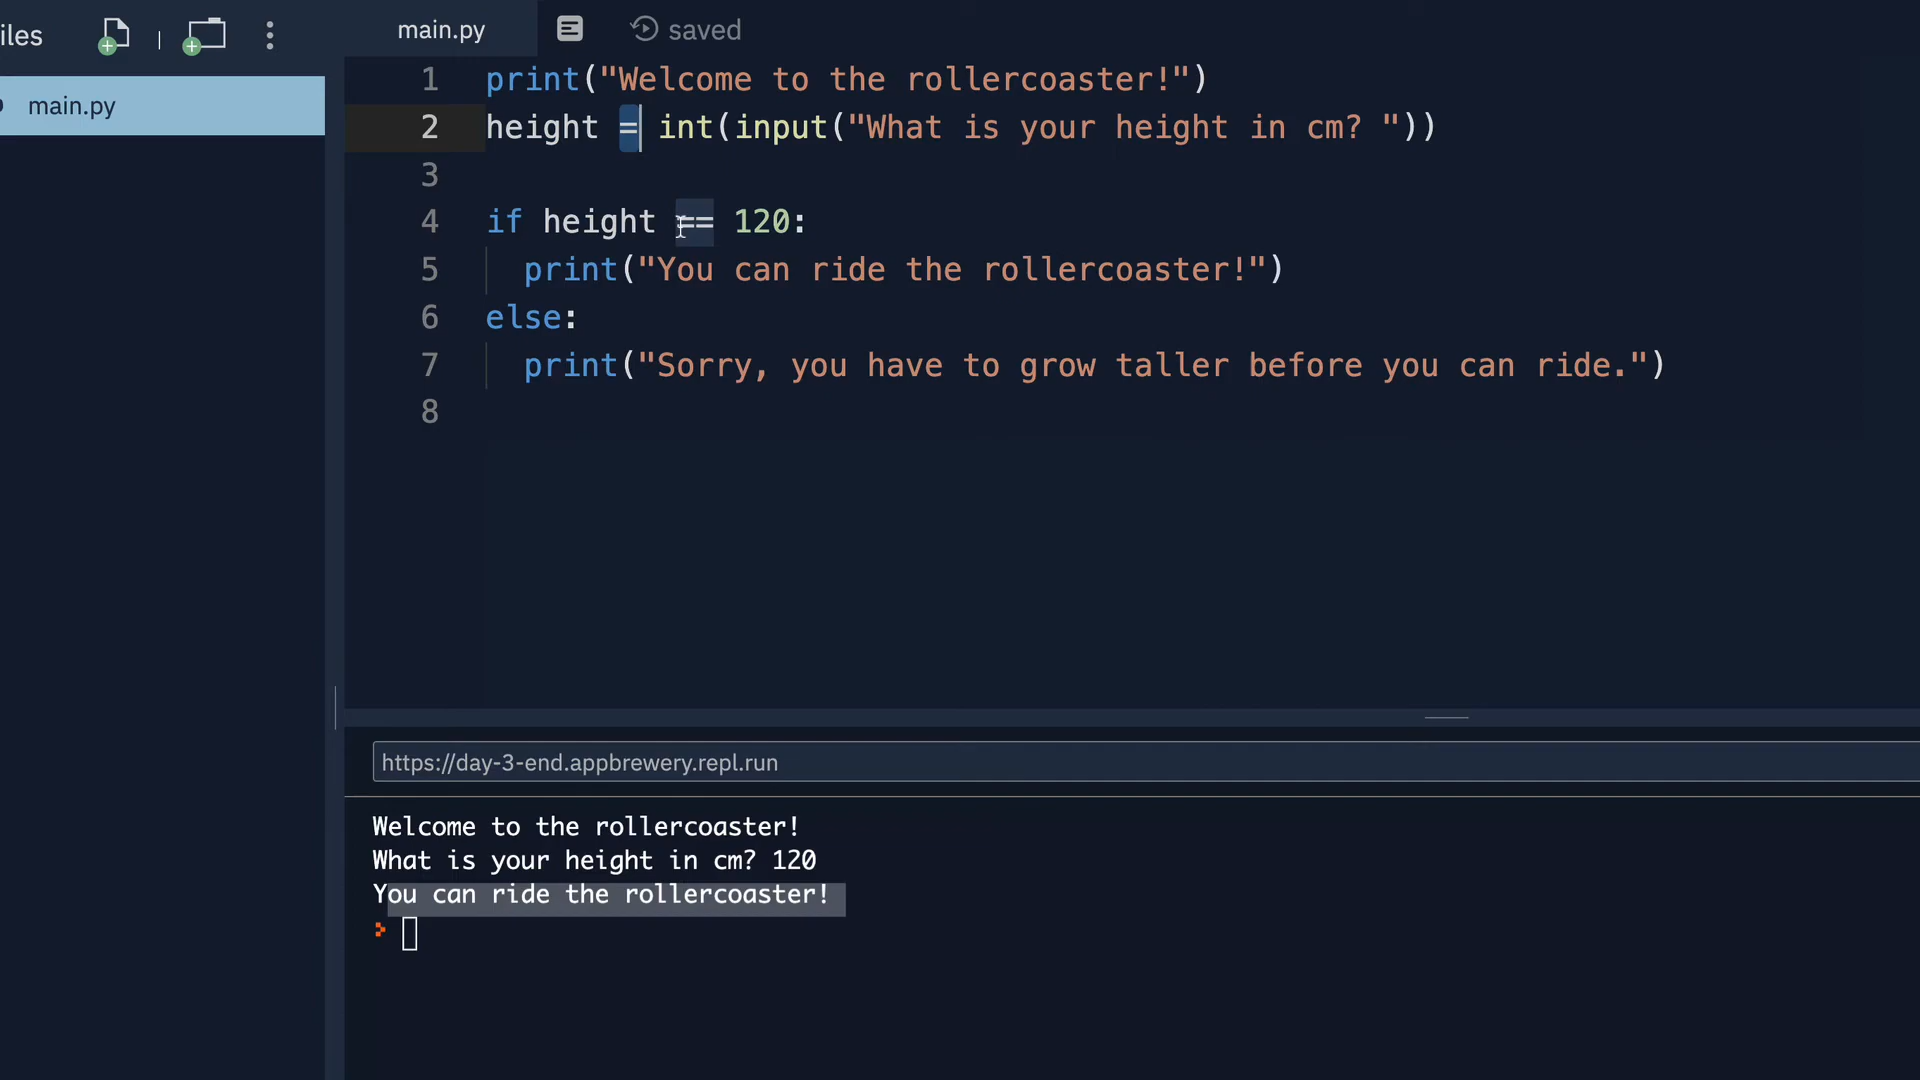 iles
main.py
saved
main.py
1 print("Welcome to the rollercoaster!")
2 height = int(input("What is your height in cm? "))
3
4 if height == 120:
5 print("You can ride the rollercoaster!")
6 else:
7 print("Sorry, you have to grow taller before you can ride.")
8
https://day-3-end.appbrewery.repl.run
Welcome to the rollercoaster!
What is your height in cm? 120
You can ride the rollercoaster!